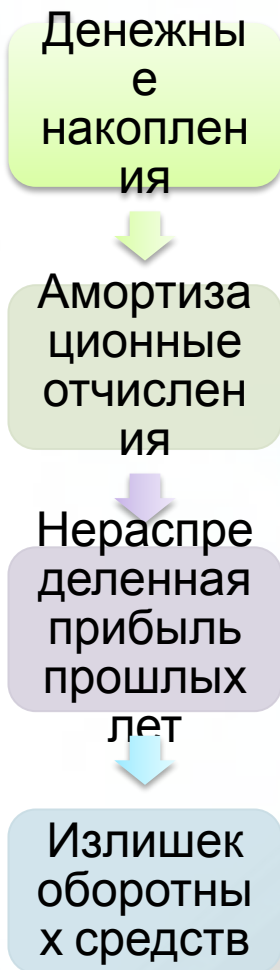 Денежны
е
накоплен
ия
Амортиза
ционные
отчислен
ия
Нераспре
деленная
прибыль
прошлых
лет
Излишек
оборотны
х средств